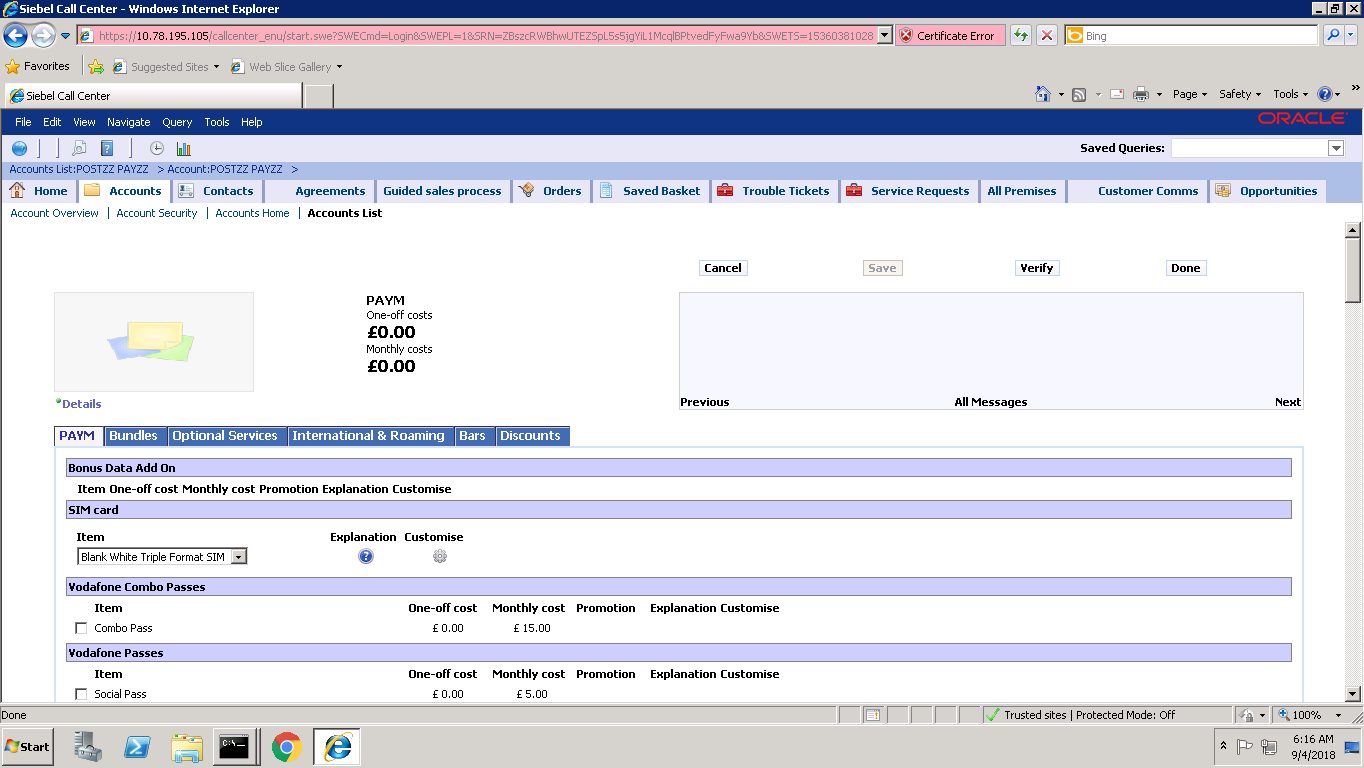 Siebel Call Center - Windows Internet Explorer
https://10.78.195.105/callcenter_enu/start.swe?SWECmd=Login&SWEPL=1&SRN=ZBszcRWBhwUTEZSpL5s5jgYiL1McqlBPtvedFyFwa9Yb&SWETS=15360381028 Certificate Error Bing
Favorites Suggested Sites Web Slice Gallery
Siebel Call Center Page Safety Tools
File Edit View Navigate Query Tools Help ORACLE
Saved Queries:
Accounts List:POSTZZ PAYZZ > Account:POSTZZ PAYZZ >
Home Accounts Contacts Agreements Guided sales process Orders Saved Basket Trouble Tickets Service Requests All Premises Customer Comms Opportunities
Account Overview | Account Security | Accounts Home | Accounts List
Cancel Save Verify Done
PAYM
One-off costs
£0.00
Monthly costs
£0.00
Details
Previous All Messages Next
PAYM Bundles Optional Services International & Roaming Bars Discounts
Bonus Data Add On
Item One-off cost Monthly cost Promotion Explanation Customise
SIM card
Item Explanation Customise
Blank White Triple Format SIM
Vodafone Combo Passes
Item One-off cost Monthly cost Promotion Explanation Customise
Combo Pass £ 0.00 £ 15.00
Vodafone Passes
Item One-off cost Monthly cost Promotion Explanation Customise
Social Pass £ 0.00 £ 5.00
Done Trusted sites | Protected Mode: Off 100%
Start C:\ 6:16 AM
9/4/2018